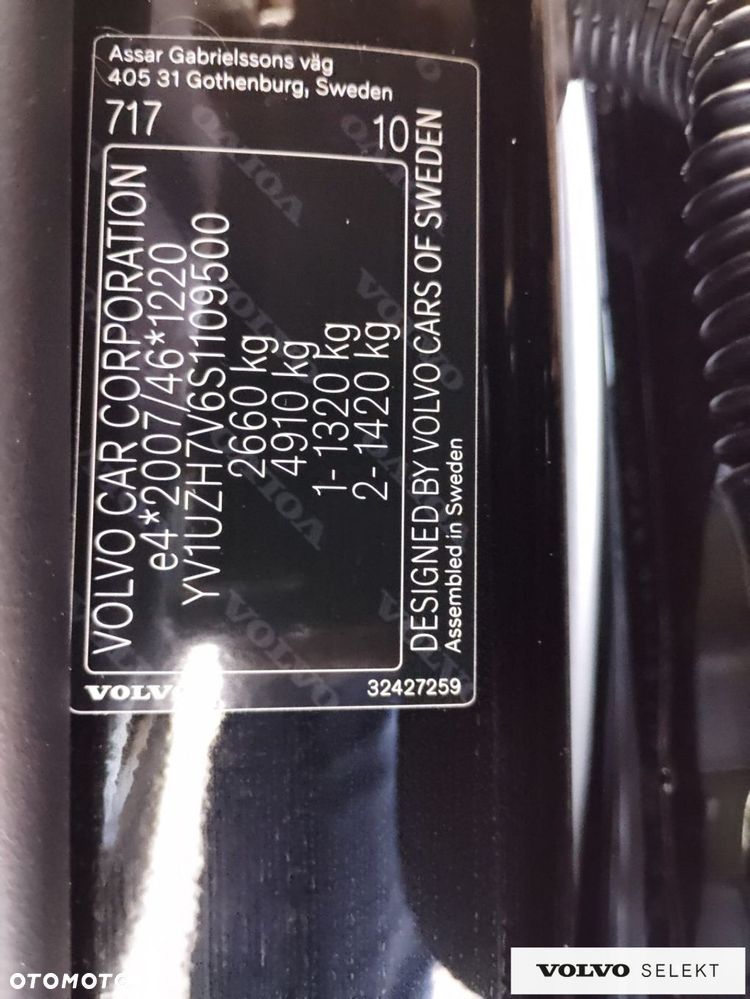 Assar Gabrielssons väg
405 31 Gothenburg, Sweden
717 10
VOLVO CAR CORPORATION
e4*2007/46*1220
YV1UZH7V6S1109500
2660 kg
4910 kg
1- 1320 kg
2- 1420 kg
DESIGNED BY VOLVO CARS OF SWEDEN
Assembled in Sweden
VOLVO
32427259
VOLVO SELEKT
OTOMOTO